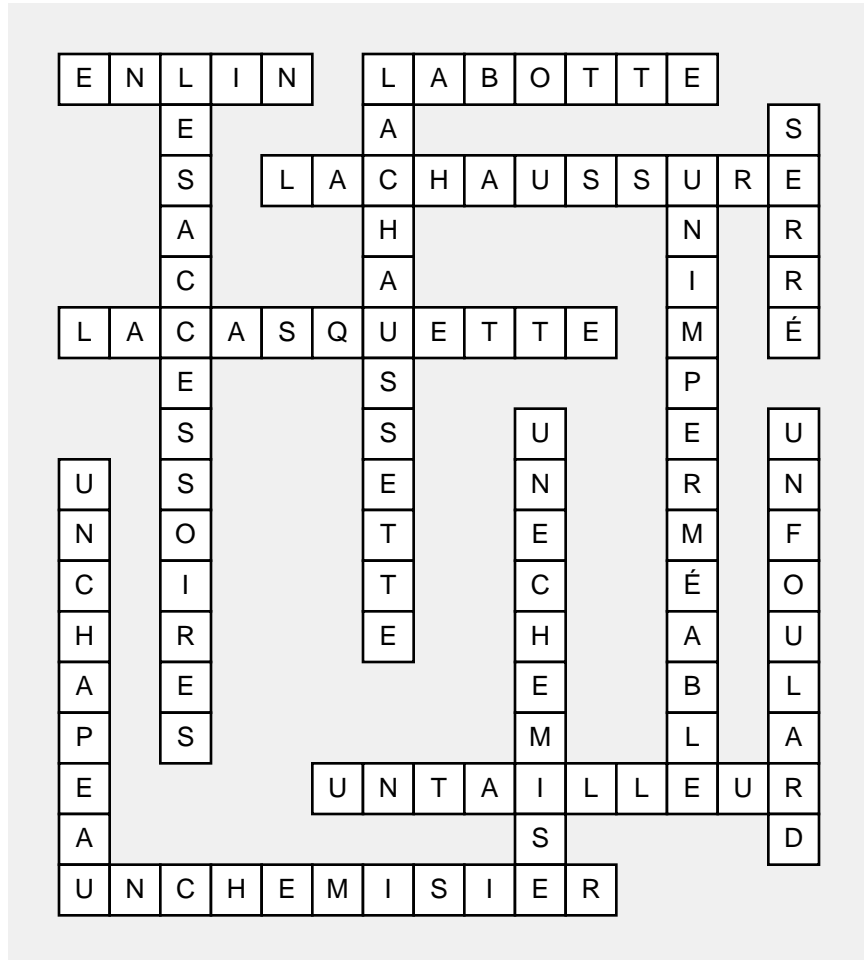 ENLIN
LESACCESSOIRES
LABOTTE
LACHAUSSETTE
SERRÉ
LACHAUSSURE
UNIMPERMÉABLE
LACASQUETTE
UNECHEMISE
UNFOULARD
UNCHAPEAU
UNTAILLEUR
UNCHEMISIER